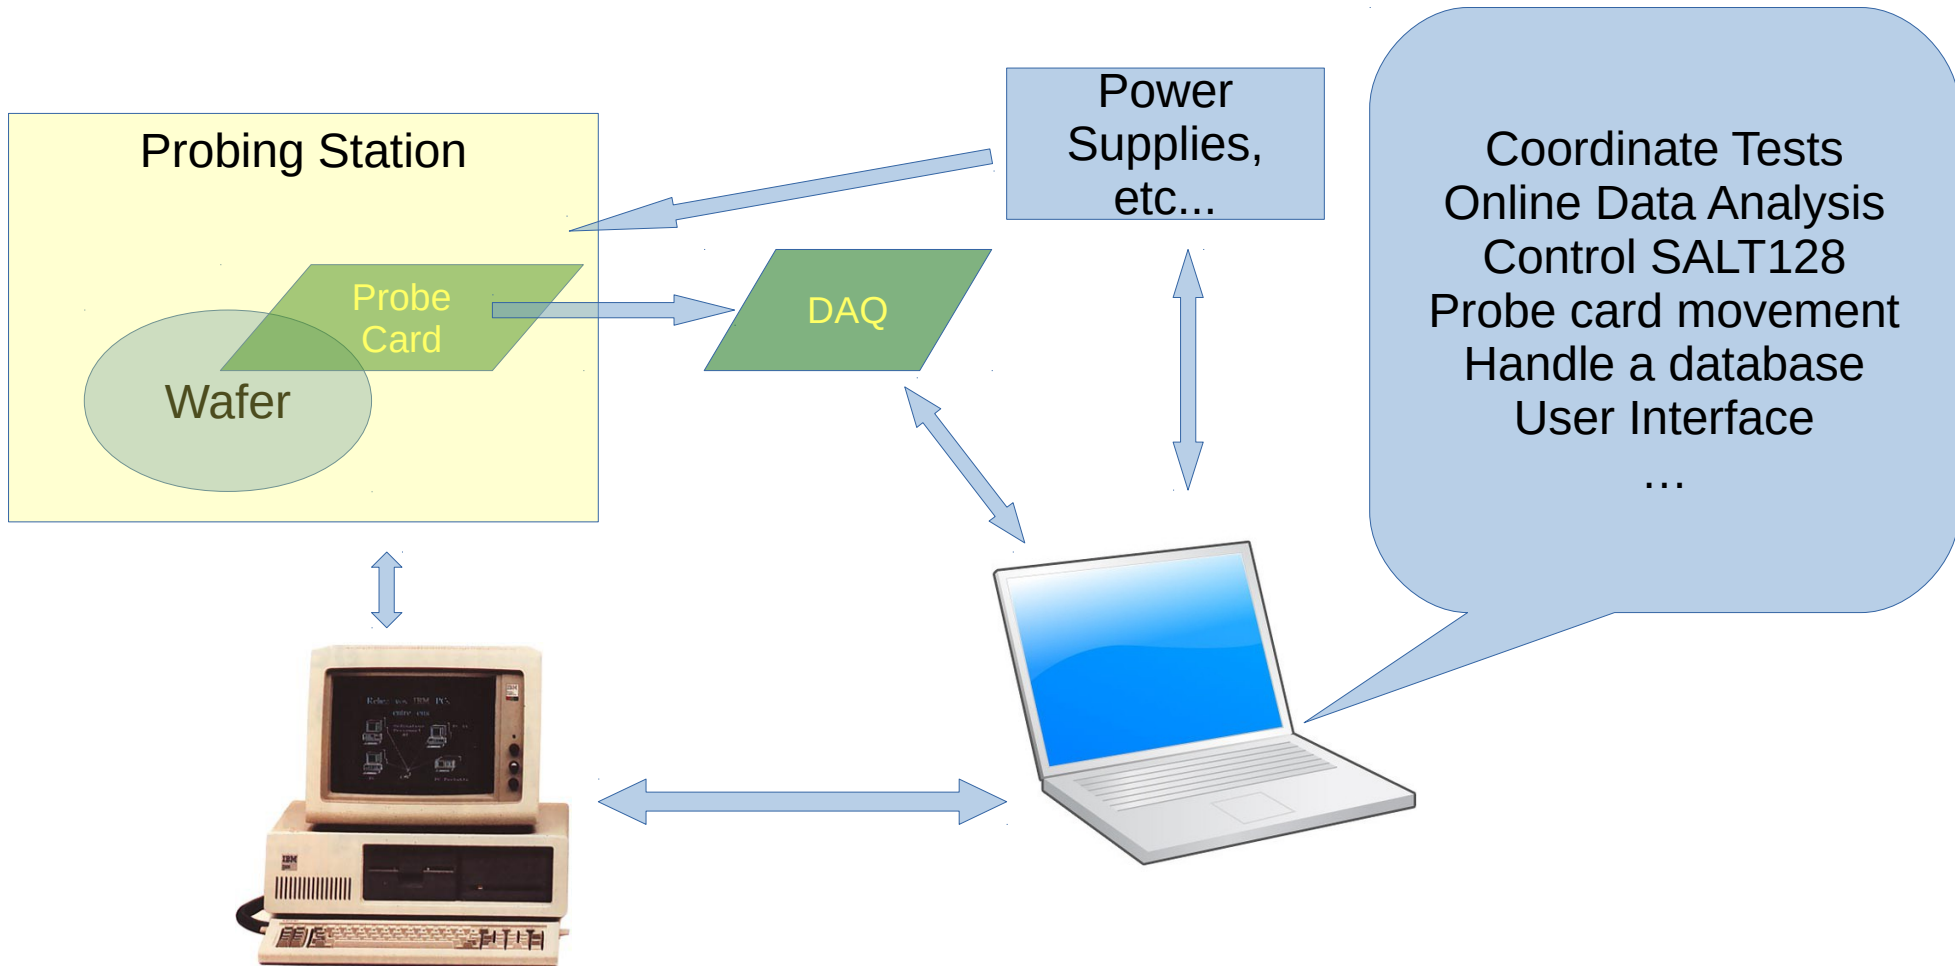 Probing Station
Probe
Card
Wafer
DAQ
Power
Supplies,
etc...
Coordinate Tests
Online Data Analysis
Control SALT128
Probe card movement
Handle a database
User Interface
…
IBM